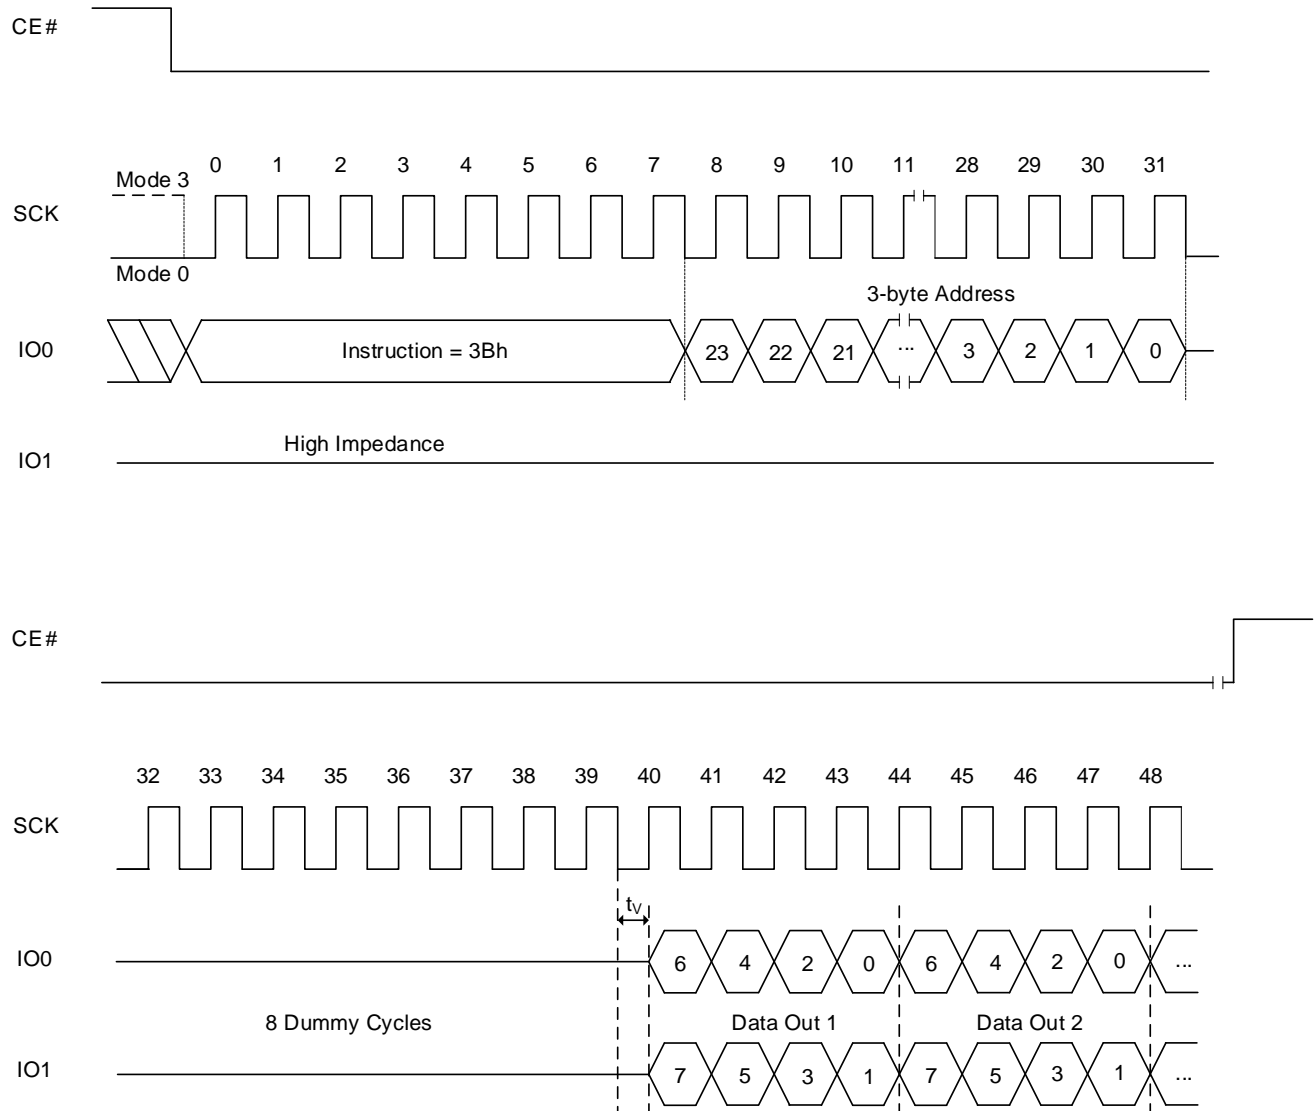 CE#
0 1 2 3 4 5 6 7 8 9 10 11 28 29 30 31
Mode 3
SCK
Mode 0
3-byte Address
IO0 Instruction = 3Bh 23 22 21 ... 3 2 1 0
High Impedance
IO1
CE#
32 33 34 35 36 37 38 39 40 41 42 43 44 45 46 47 48
SCK
tV
IO0 6 4 2 0 6 4 2 0 ...
8 Dummy Cycles Data Out 1 Data Out 2
IO1 7 5 3 1 7 5 3 1 ...